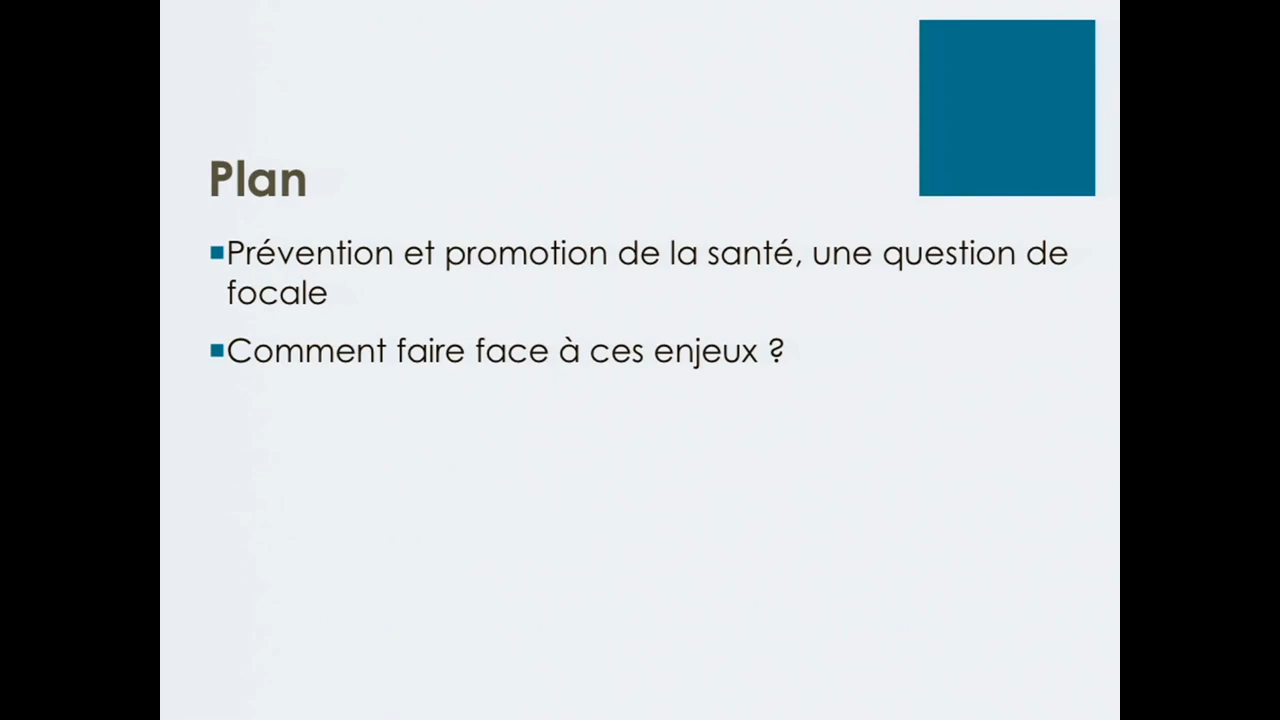 Plan
Prévention et promotion de la santé, une question de
focale
Comment faire face à ces enjeux ?